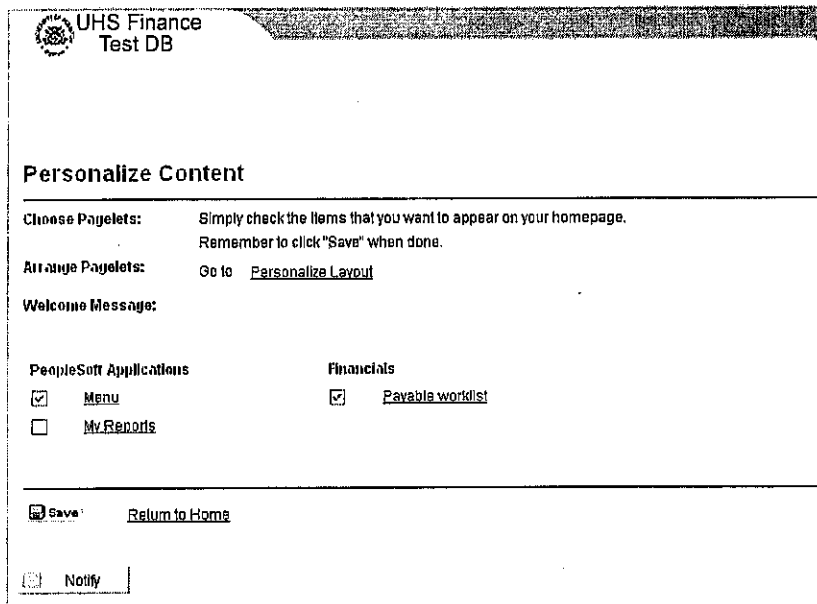 UHS Finance
Test DB
Personalize Content
Choose Pagelets: Simply check the items that you want to appear on your homepage.
Remember to click "Save" when done.
Arrange Pagelets: Go to Personalize Layout
Welcome Message:
PeopleSoft Applications Financials
Menu Payable worklist
My Reports
Save Return to Home
Notify